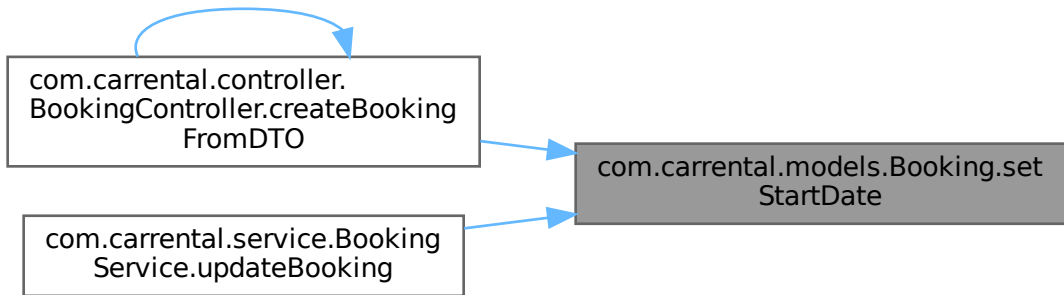 com.carrental.controller.
BookingController.createBooking
FromDTO
com.carrental.models.Booking.set
StartDate
com.carrental.service.Booking
Service.updateBooking